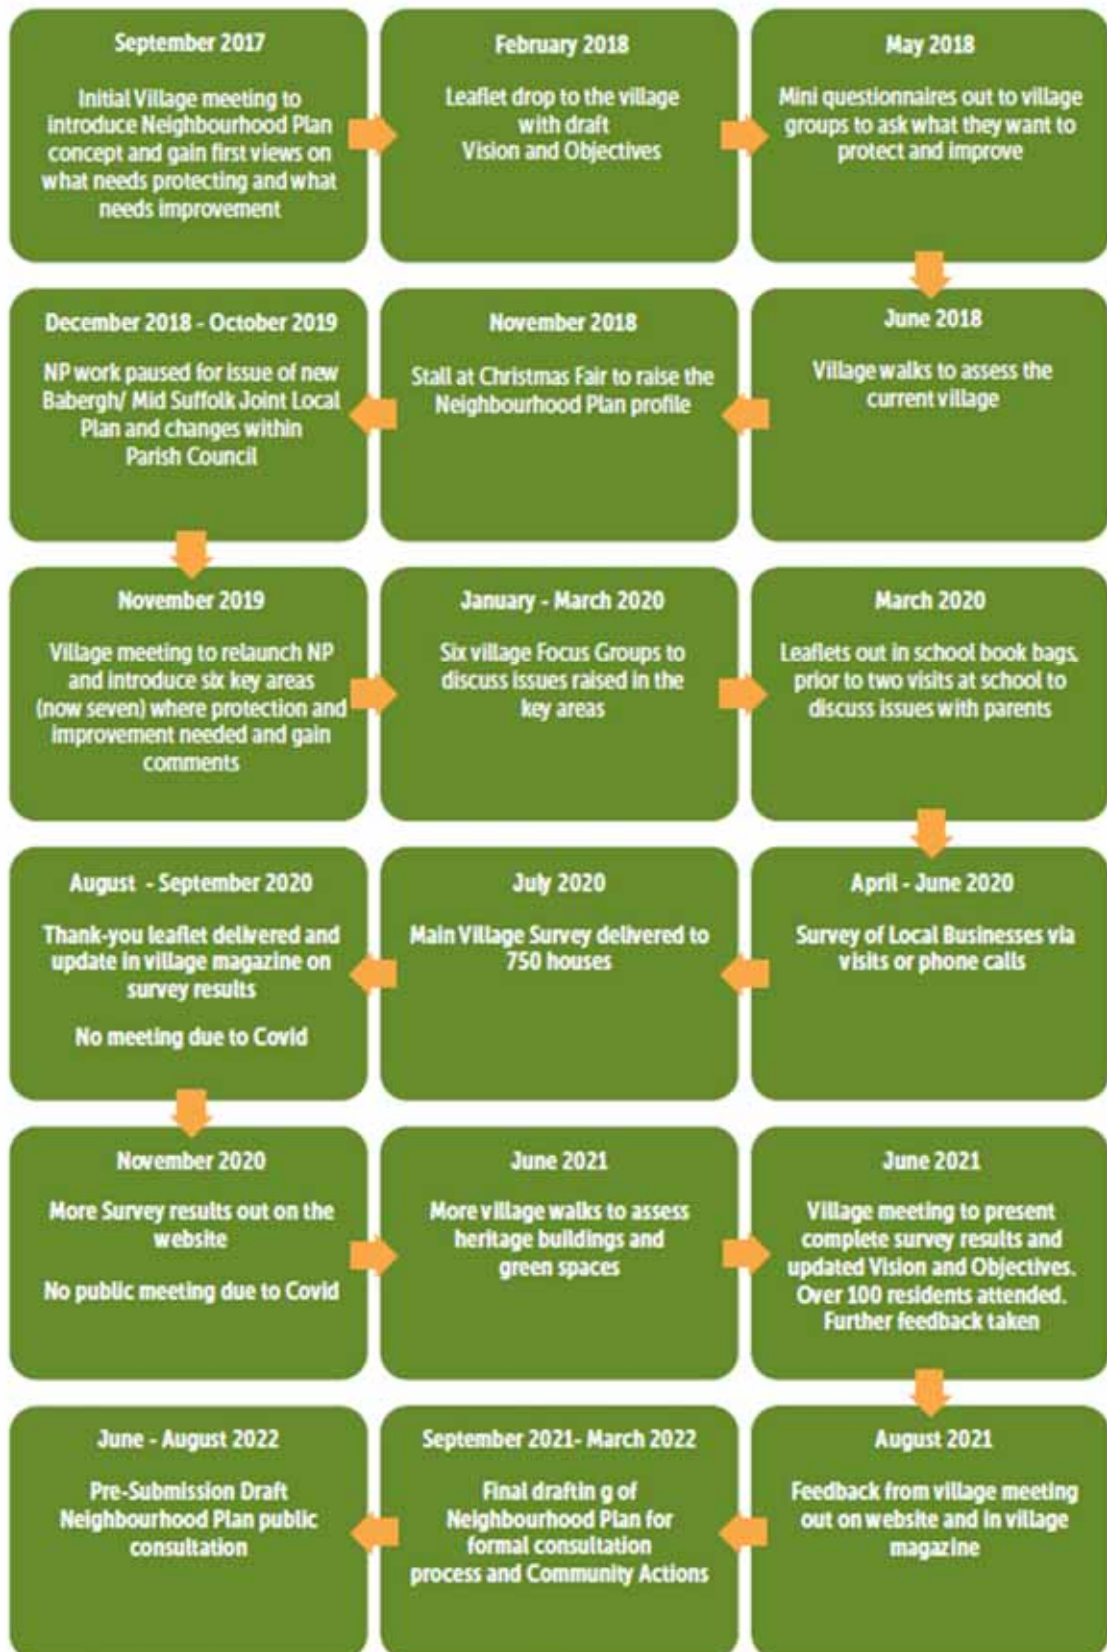 September 2017
Initial Village meeting to
introduce Neighbourhood Plan
concept and gain first views on
what needs protecting and what
needs improvement
February 2018
Leaflet drop to the village
with draft
Vision and Objectives
May 2018
Mini questionnaires out to village
groups to ask what they want to
protect and improve
June 2018
Village walks to assess the
current village
November 2018
Stall at Christmas Fair to raise the
Neighbourhood Plan profile
December 2018 - October 2019
NP work paused for issue of new
Babergh/ Mid Suffolk Joint Local
Plan and changes within
Parish Council
November 2019
Village meeting to relaunch NP
and introduce six key areas
(now seven) where protection and
improvement needed and gain
comments
January - March 2020
Six village Focus Groups to
discuss issues raised in the
key areas
March 2020
Leaflets out in school book bags,
prior to two visits at school to
discuss issues with parents
April - June 2020
Survey of Local Businesses via
visits or phone calls
July 2020
Main Village Survey delivered to
750 houses
August - September 2020
Thank-you leaflet delivered and
update in village magazine on
survey results
No meeting due to Covid
November 2020
More Survey results out on the
website
No public meeting due to Covid
June 2021
More village walks to assess
heritage buildings and
green spaces
June 2021
Village meeting to present
complete survey results and
updated Vision and Objectives.
Over 100 residents attended.
Further feedback taken
August 2021
Feedback from village meeting
out on website and in village
magazine
September 2021- March 2022
Final draftin g of
Neighbourhood Plan for
formal consultation
process and Community Actions
June - August 2022
Pre-Submission Draft
Neighbourhood Plan public
consultation